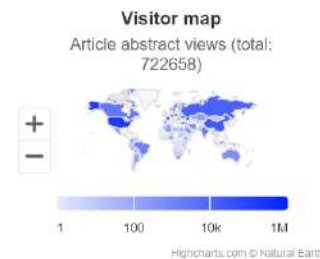 Visitor map
Article abstract views (total:
722658)
+
−
1 100 10k 1M
Highcharts.com © Natural Earth